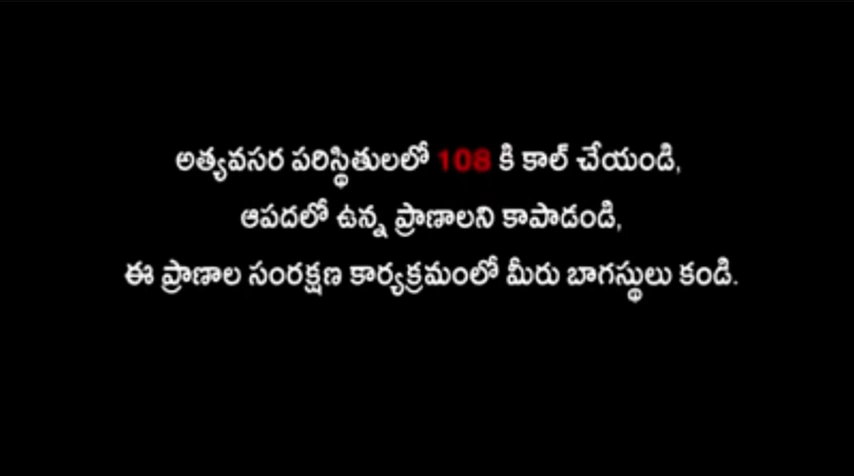 అత్యవసర పరిస్థితులలో 108 కి కాల్ చేయండి,
ఆపదలో ఉన్న ప్రాణాలని కాపాడండి,
ఈ ప్రాణాల సంరక్షణ కార్యక్రమంలో మీరు బాగస్థులు కండి.